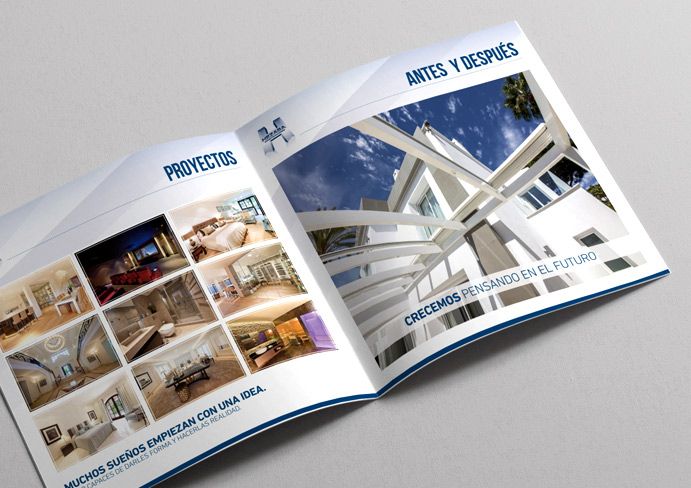 PROYECTOS
MUCHOS SUEÑOS EMPIEZAN CON UNA IDEA.
CAPACES DE DARLES FORMA Y HACERLAS REALIDAD.
ANTES Y DESPUÉS
CRECEMOS PENSANDO EN EL FUTURO